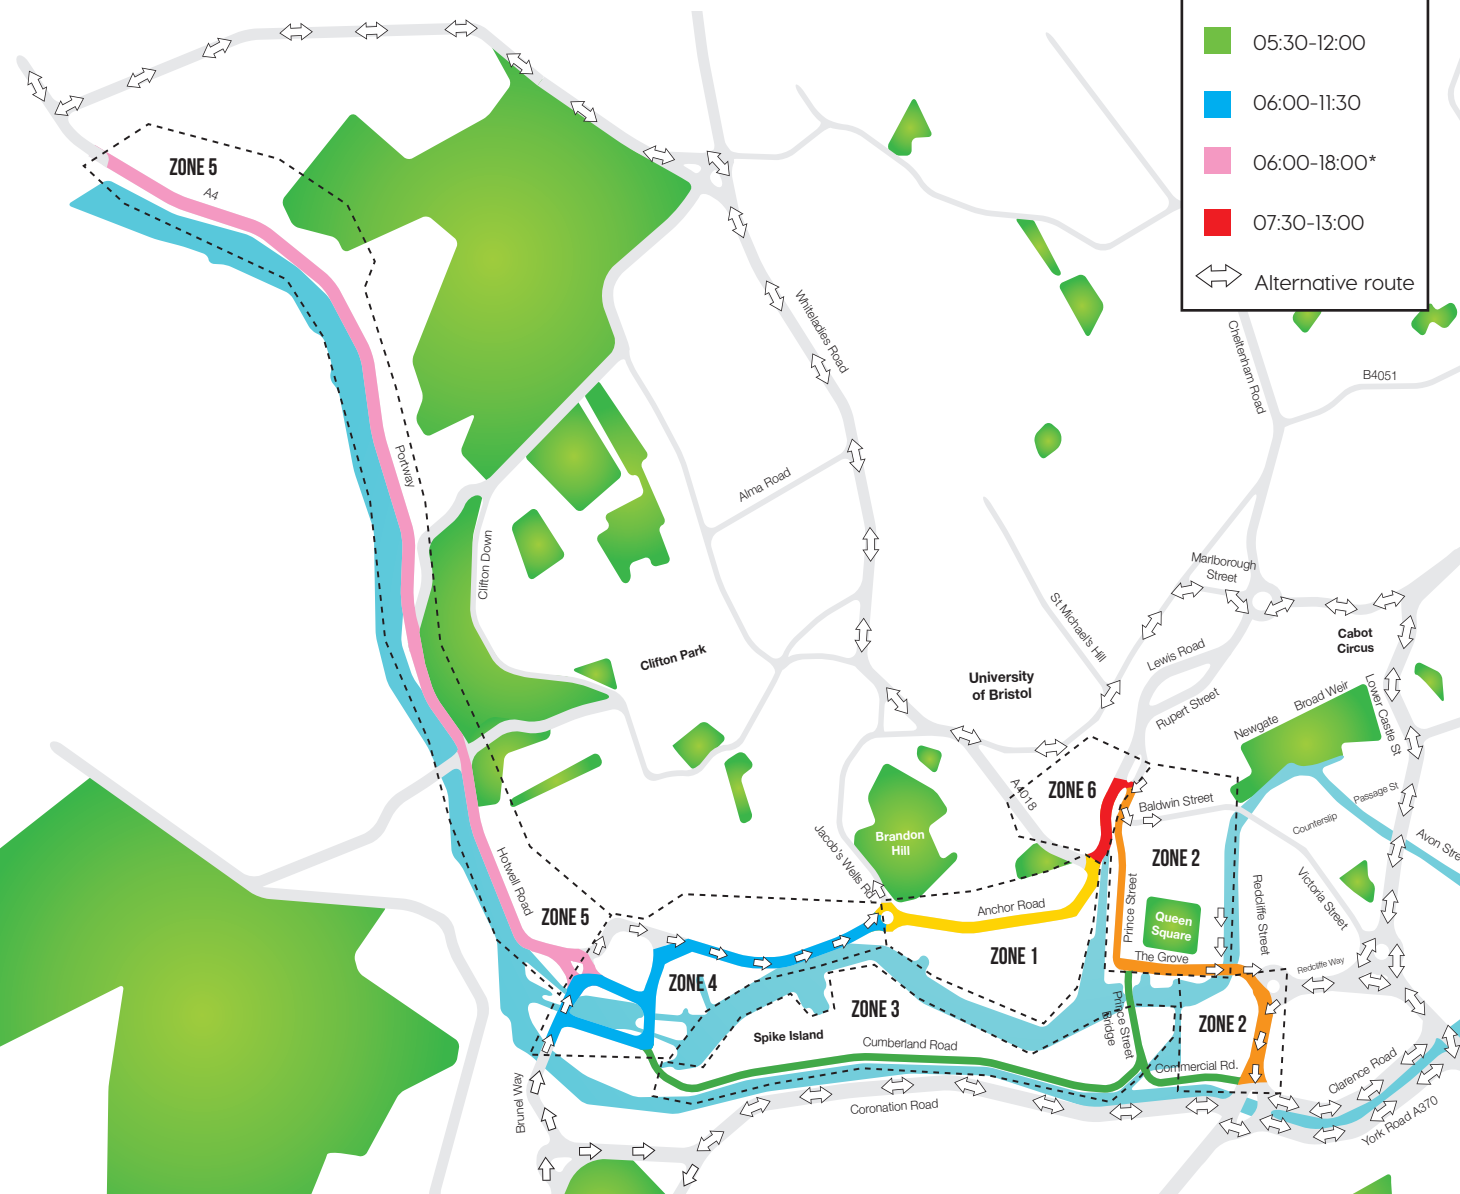 05:30-12:00
06:00-11:30
06:00-18:00*
07:30-13:00
Alternative route
ZONE 5
A4
Whiteladies Road
Cheltenham Road
B4051
Portway
Alma Road
Clifton Down
Marlborough
Street
St Michael's Hill
Lewis Road
Cabot
Circus
Clifton Park
University
of Bristol
Rupert Street
Newgate
Broad Weir
Lower Castle St
ZONE 6
A4018
Baldwin Street
Passage St
Counterslip
Avon Stre
Jacob's Wells Rd
Brandon
Hill
ZONE 2
Hotwell Road
Prince Street
Redcliffe Street
Victoria Street
ZONE 5
Anchor Road
Queen
Square
ZONE 1
The Grove
Redcliffe Way
ZONE 4
ZONE 3
Prince Street
Bridge
ZONE 2
Spike Island
Cumberland Road
Commercial Rd.
Clarence Road
Brunel Way
Coronation Road
York Road A370